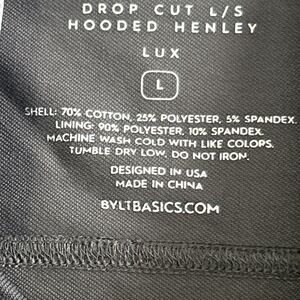 DROP CUT L/S
HOODED HENLEY
LUX
L
SHELL: 70% COTTON, 25% POLYESTER, 5% SPANDEX.
LINING: 90% POLYESTER, 10% SPANDEX.
MACHINE WASH COLD WITH LIKE COLORS.
TUMBLE DRY LOW, DO NOT IRON.
DESIGNED IN USA
MADE IN CHINA
BYLTBASICS.COM